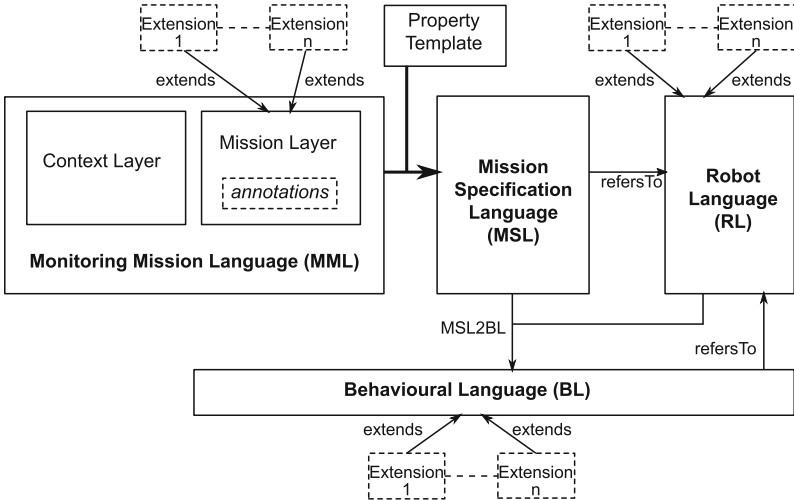 Extension
1
Extension
n
Property
Template
Extension
1
Extension
n
extends
extends
extends
extends
Context Layer
Mission Layer
annotations
Monitoring Mission Language (MML)
Mission
Specification
Language
(MSL)
refersTo
Robot
Language
(RL)
MSL2BL
refersTo
Behavioural Language (BL)
extends
extends
Extension
1
Extension
n